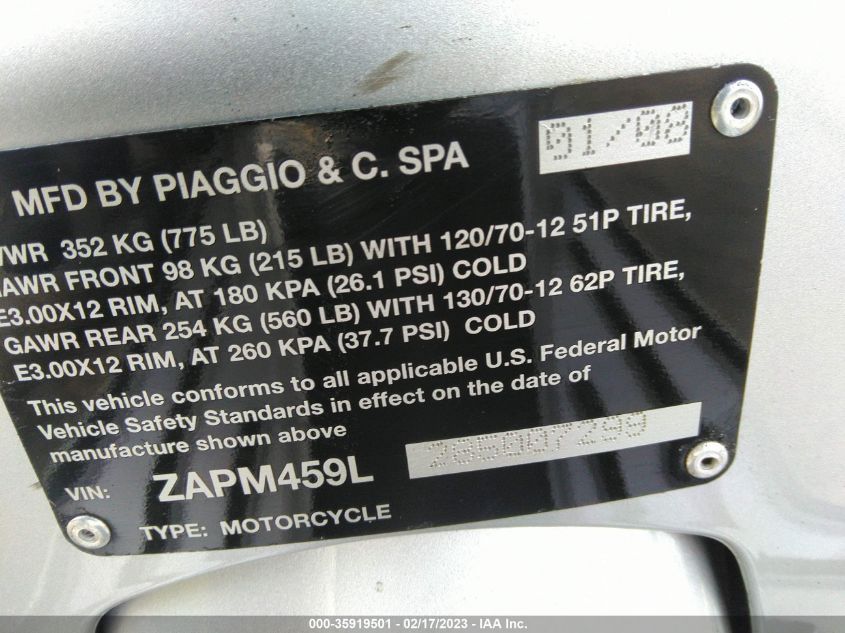 MFD BY PIAGGIO & C. SPA 01/08
VWR 352 KG (775 LB)
AWR FRONT 98 KG (215 LB) WITH 120/70-12 51P TIRE,
E3.00X12 RIM, AT 180 KPA (26.1 PSI) COLD
GAWR REAR 254 KG (560 LB) WITH 130/70-12 62P TIRE,
E3.00X12 RIM, AT 260 KPA (37.7 PSI) COLD
This vehicle conforms to all applicable U.S. Federal Motor
Vehicle Safety Standards in effect on the date of
manufacture shown above
VIN: ZAPM459L 285007299
TYPE: MOTORCYCLE
000-35919501 - 02/17/2023 - IAA Inc.